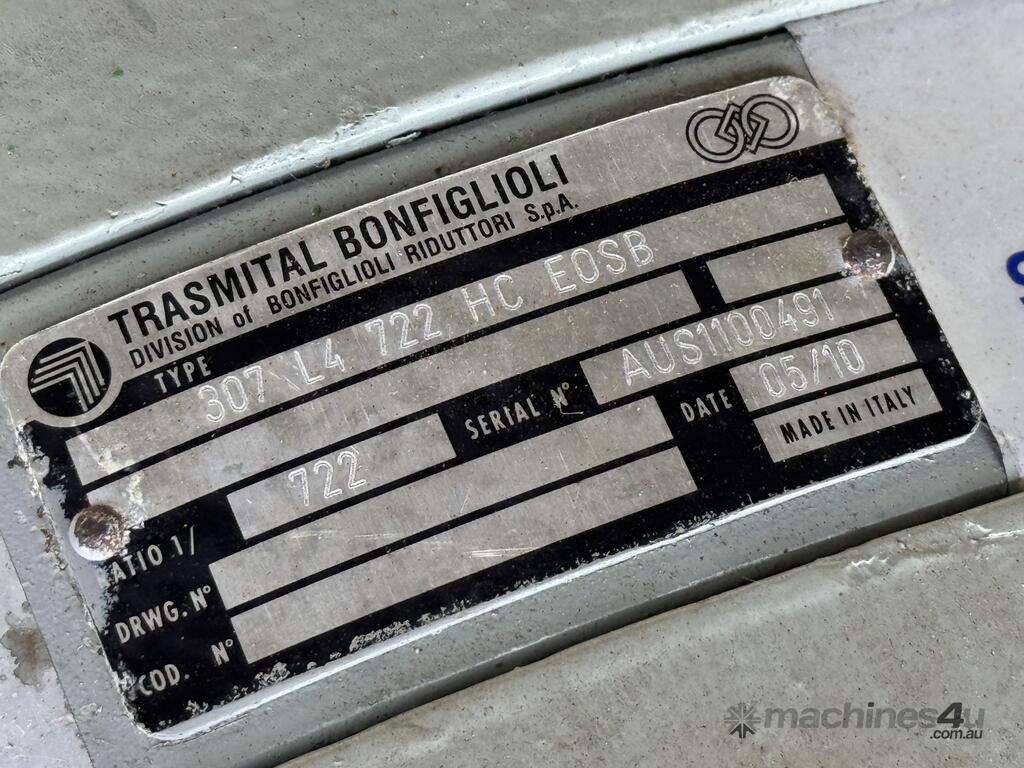 TRASMITAL BONFIGLIOLI
DIVISION of BONFIGLIOLI RIDUTTORI S.p.A.
TYPE 307 L4 722 HC EOSB
SERIAL N° AUS1100491
ATIO 1/ 722
DATE 05/10
DRWG. N°
MADE IN ITALY
COD. N°
machines4u
.com.au